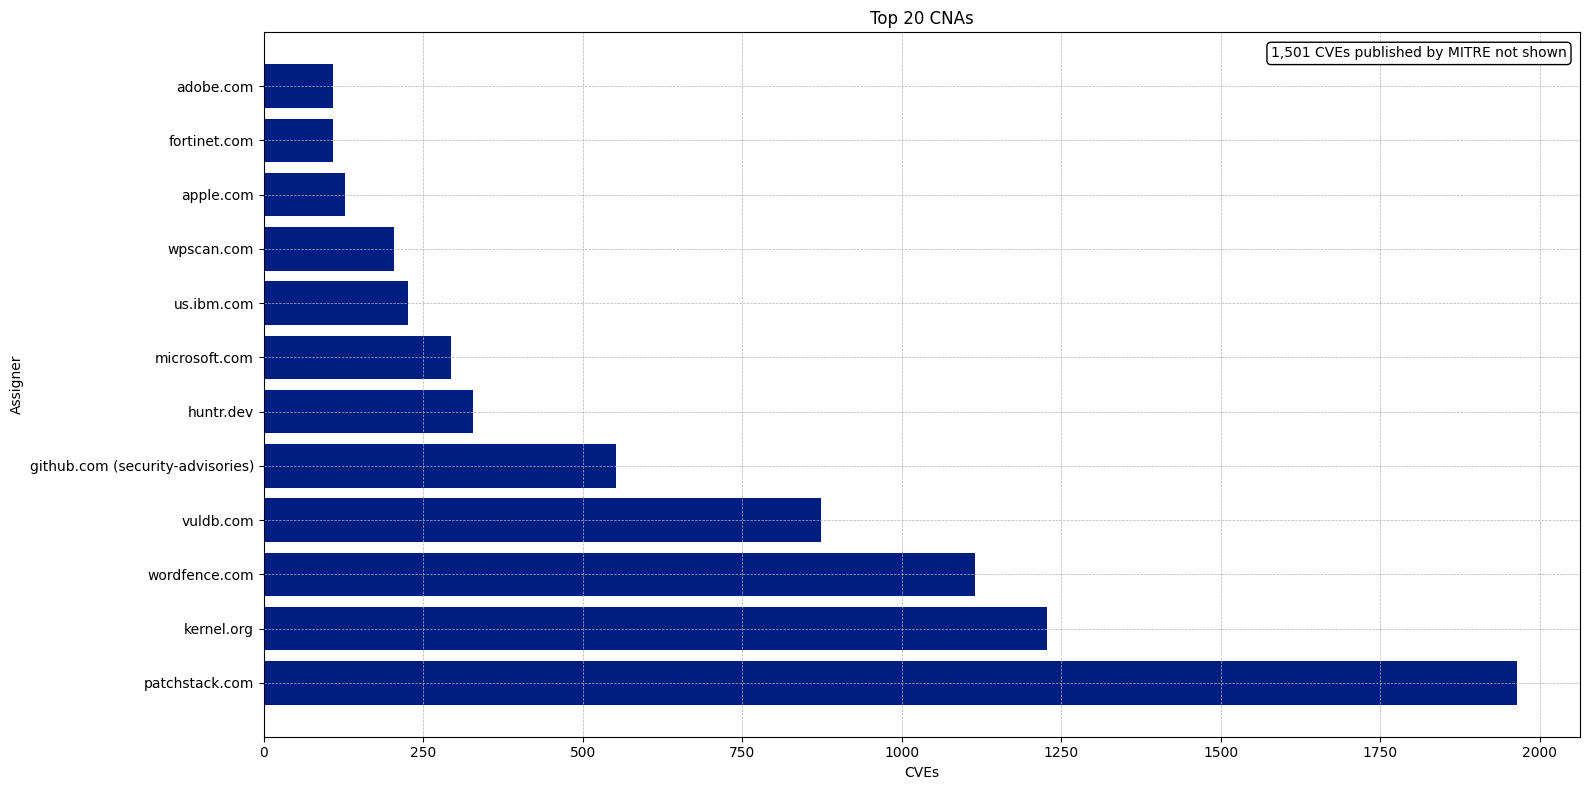 Top 20 CNAs
1,501 CVEs published by MITRE not shown
adobe.com
fortinet.com
apple.com
wpscan.com
us.ibm.com
microsoft.com
huntr.dev
github.com (security-advisories)
vuldb.com
wordfence.com
kernel.org
patchstack.com
Assigner
0 250 500 750 1000 1250 1500 1750 2000
CVEs